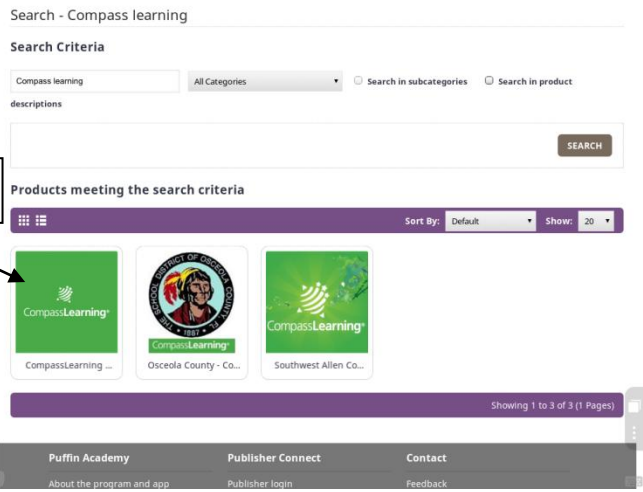 Search - Compass learning
Search Criteria
Compass learning
All Categories
Search in subcategories
Search in product
descriptions
SEARCH
Products meeting the search criteria
Sort By:
Default
Show:
20
CompassLearning
THE SCHOOL DISTRICT OF OSCEOLA COUNTY, FL
1887
CompassLearning
CompassLearning
CompassLearning ...
Osceola County - Co...
Southwest Allen Co...
Showing 1 to 3 of 3 (1 Pages)
Puffin Academy
Publisher Connect
Contact
About the program and app
Publisher login
Feedback